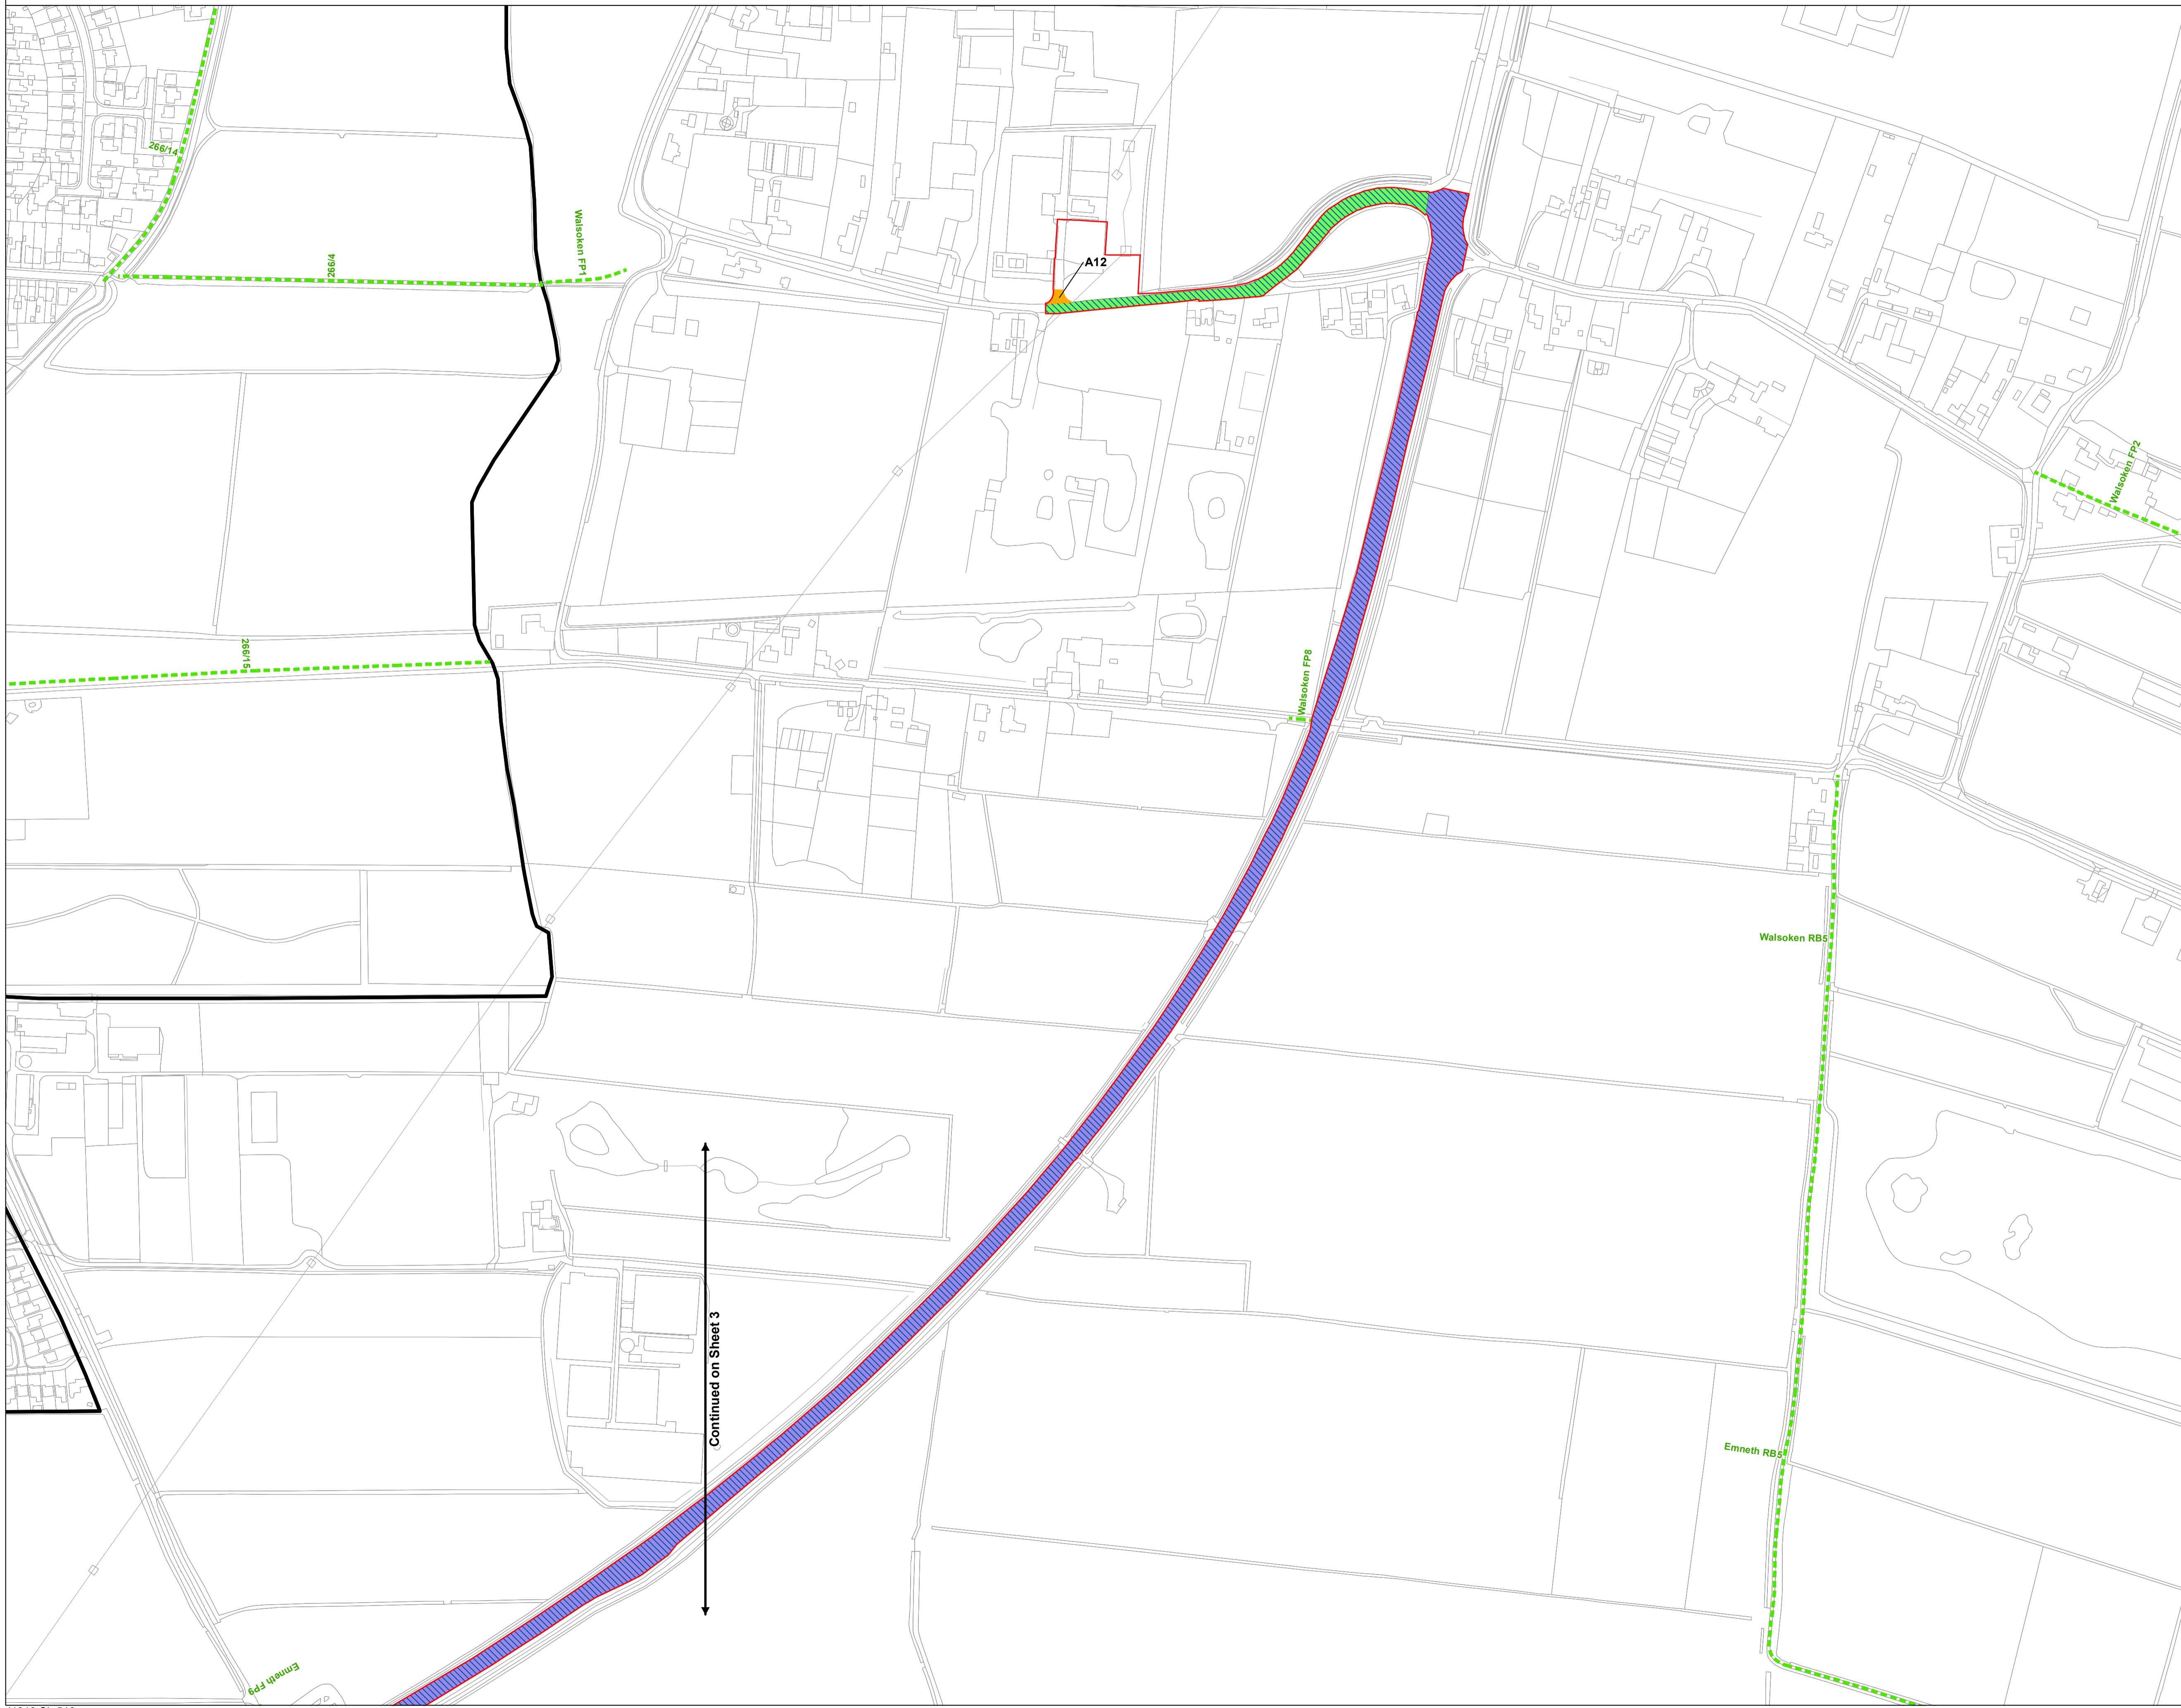 266/14
Walsoken FP1
266/4
A12
Walsoken FP2
266/15
Walsoken FP8
Walsoken RB5
Continued on Sheet 3
Emneth RB5
Emneth FP9